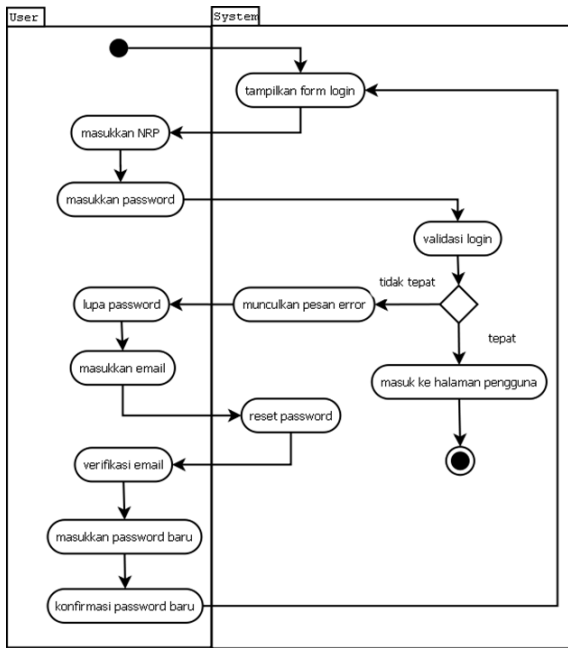 User
System
tampilkan form login
masukkan NRP
masukkan password
validasi login
tidak tepat
lupa password
munculkan pesan error
tepat
masukkan email
masuk ke halaman pengguna
reset password
verifikasi email
masukkan password baru
konfirmasi password baru